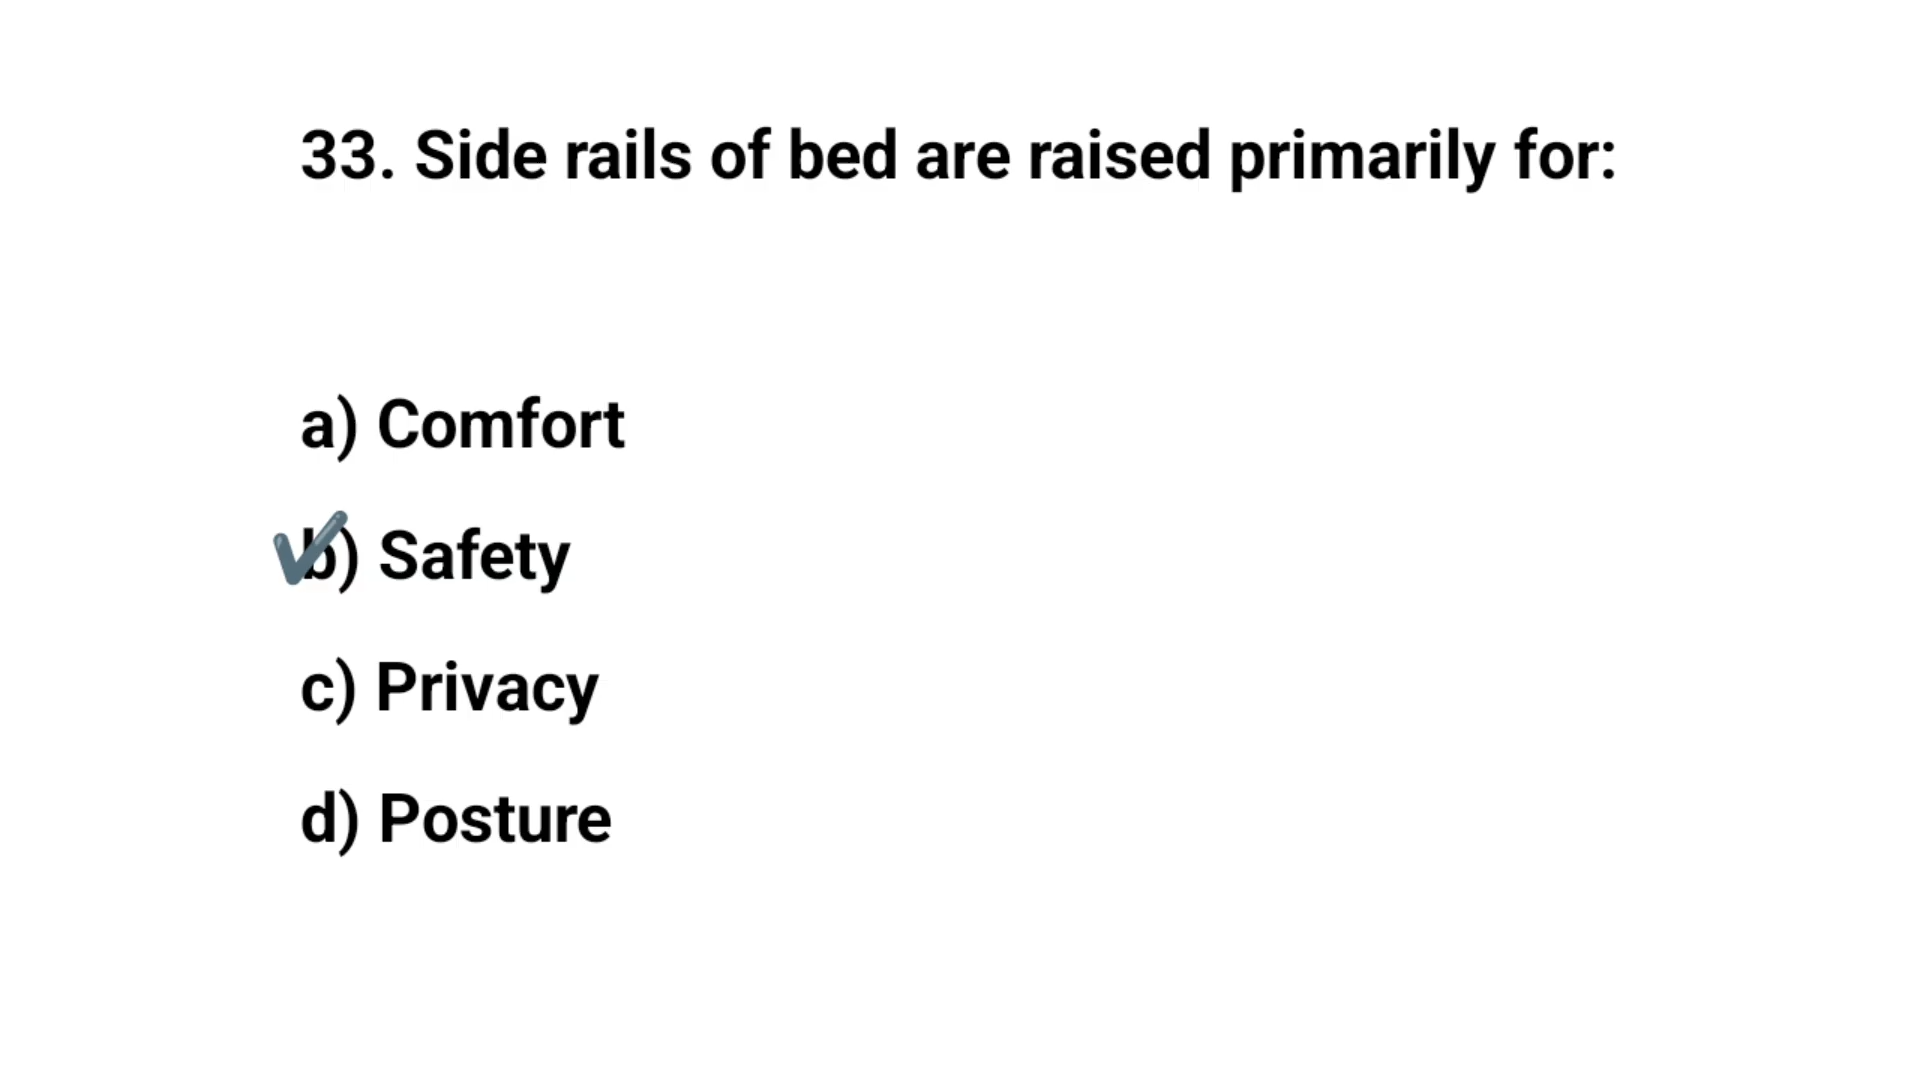 33. Side rails of bed are raised primarily for:
a) Comfort
b) Safety
c) Privacy
d) Posture